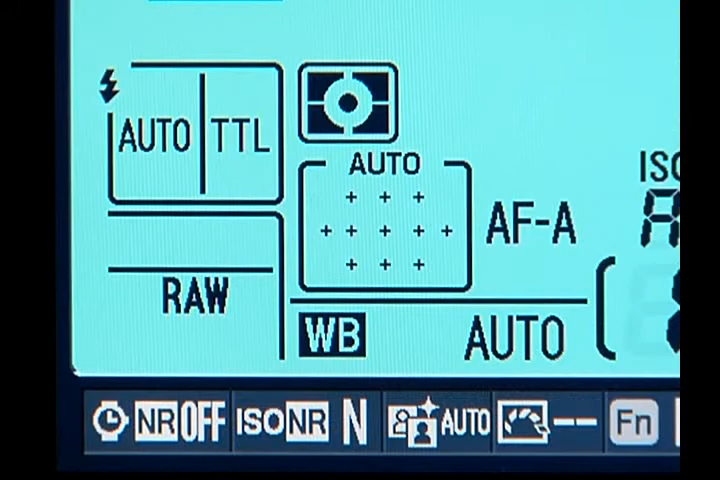 AUTO TTL
AUTO
ISO
AF-A
RAW
WB AUTO
NR OFF ISO NR N AUTO -- Fn